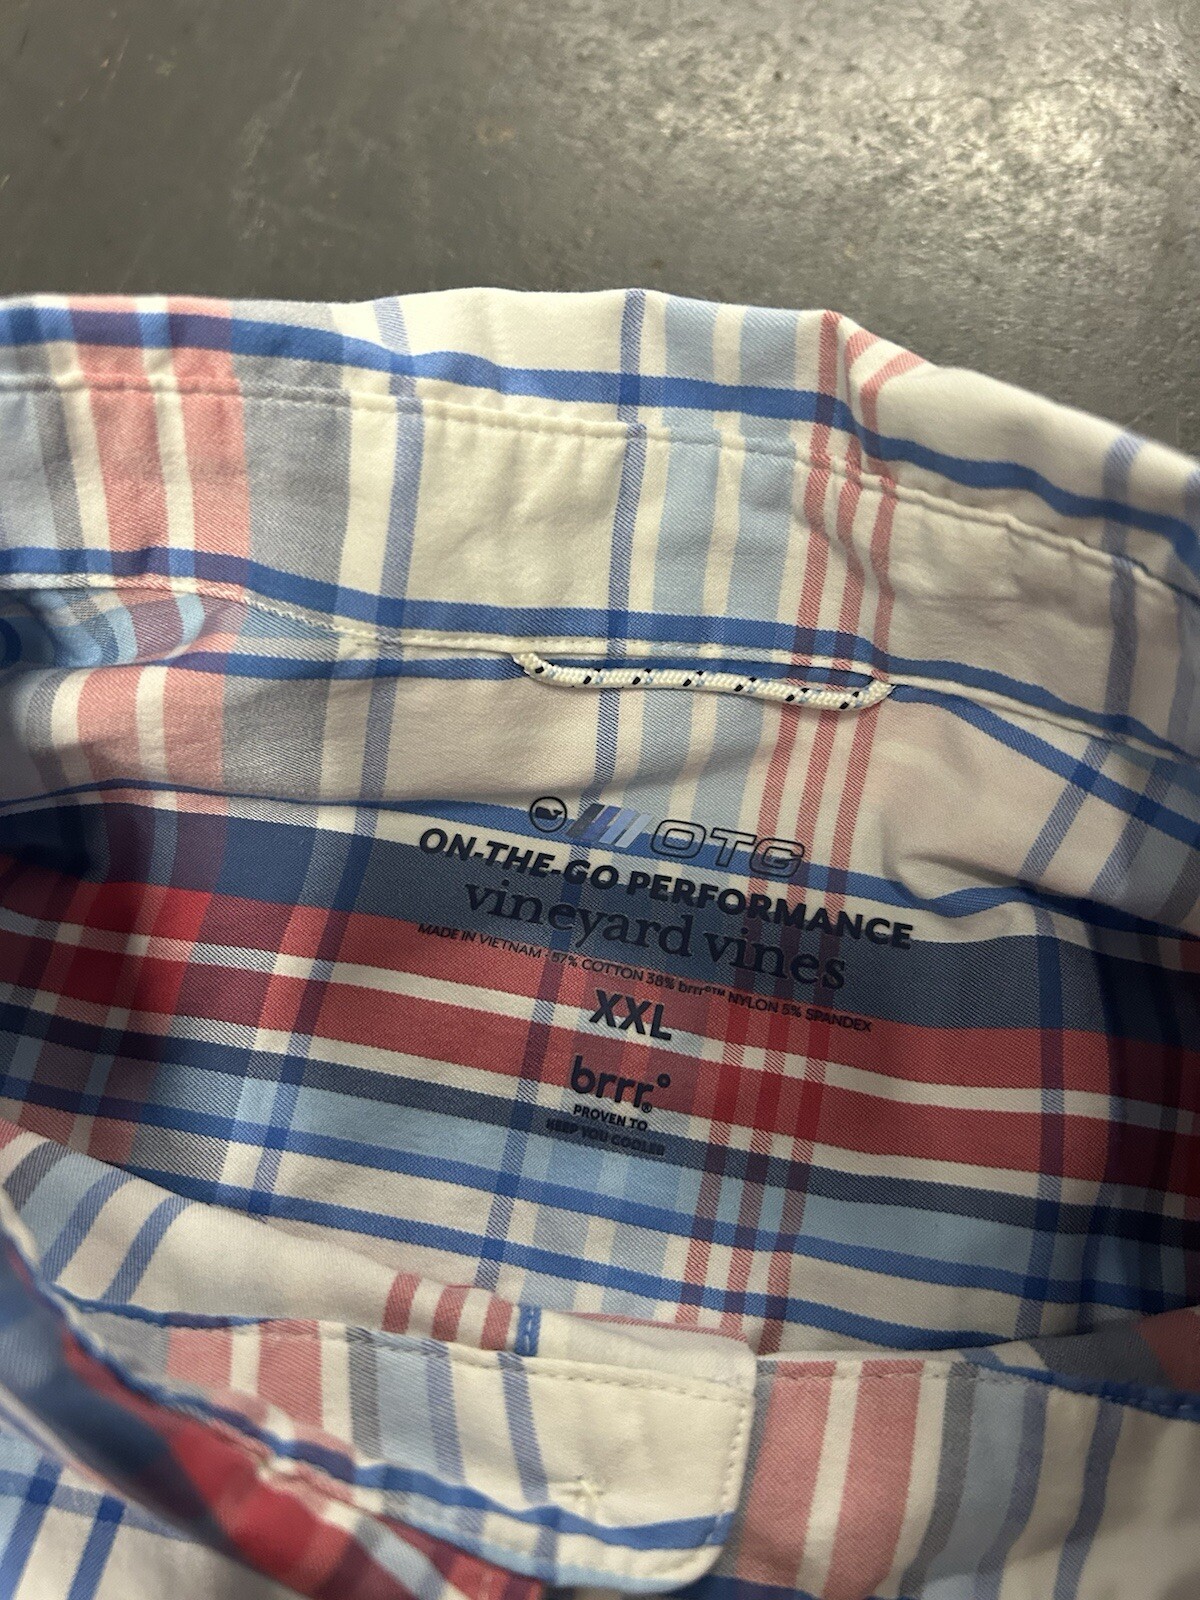 OTG
ON-THE-GO PERFORMANCE
vineyard vines
MADE IN VIETNAM · 57% COTTON 38% brrr°™ NYLON 5% SPANDEX
XXL
brrr.°®
PROVEN TO
KEEP YOU COOLER